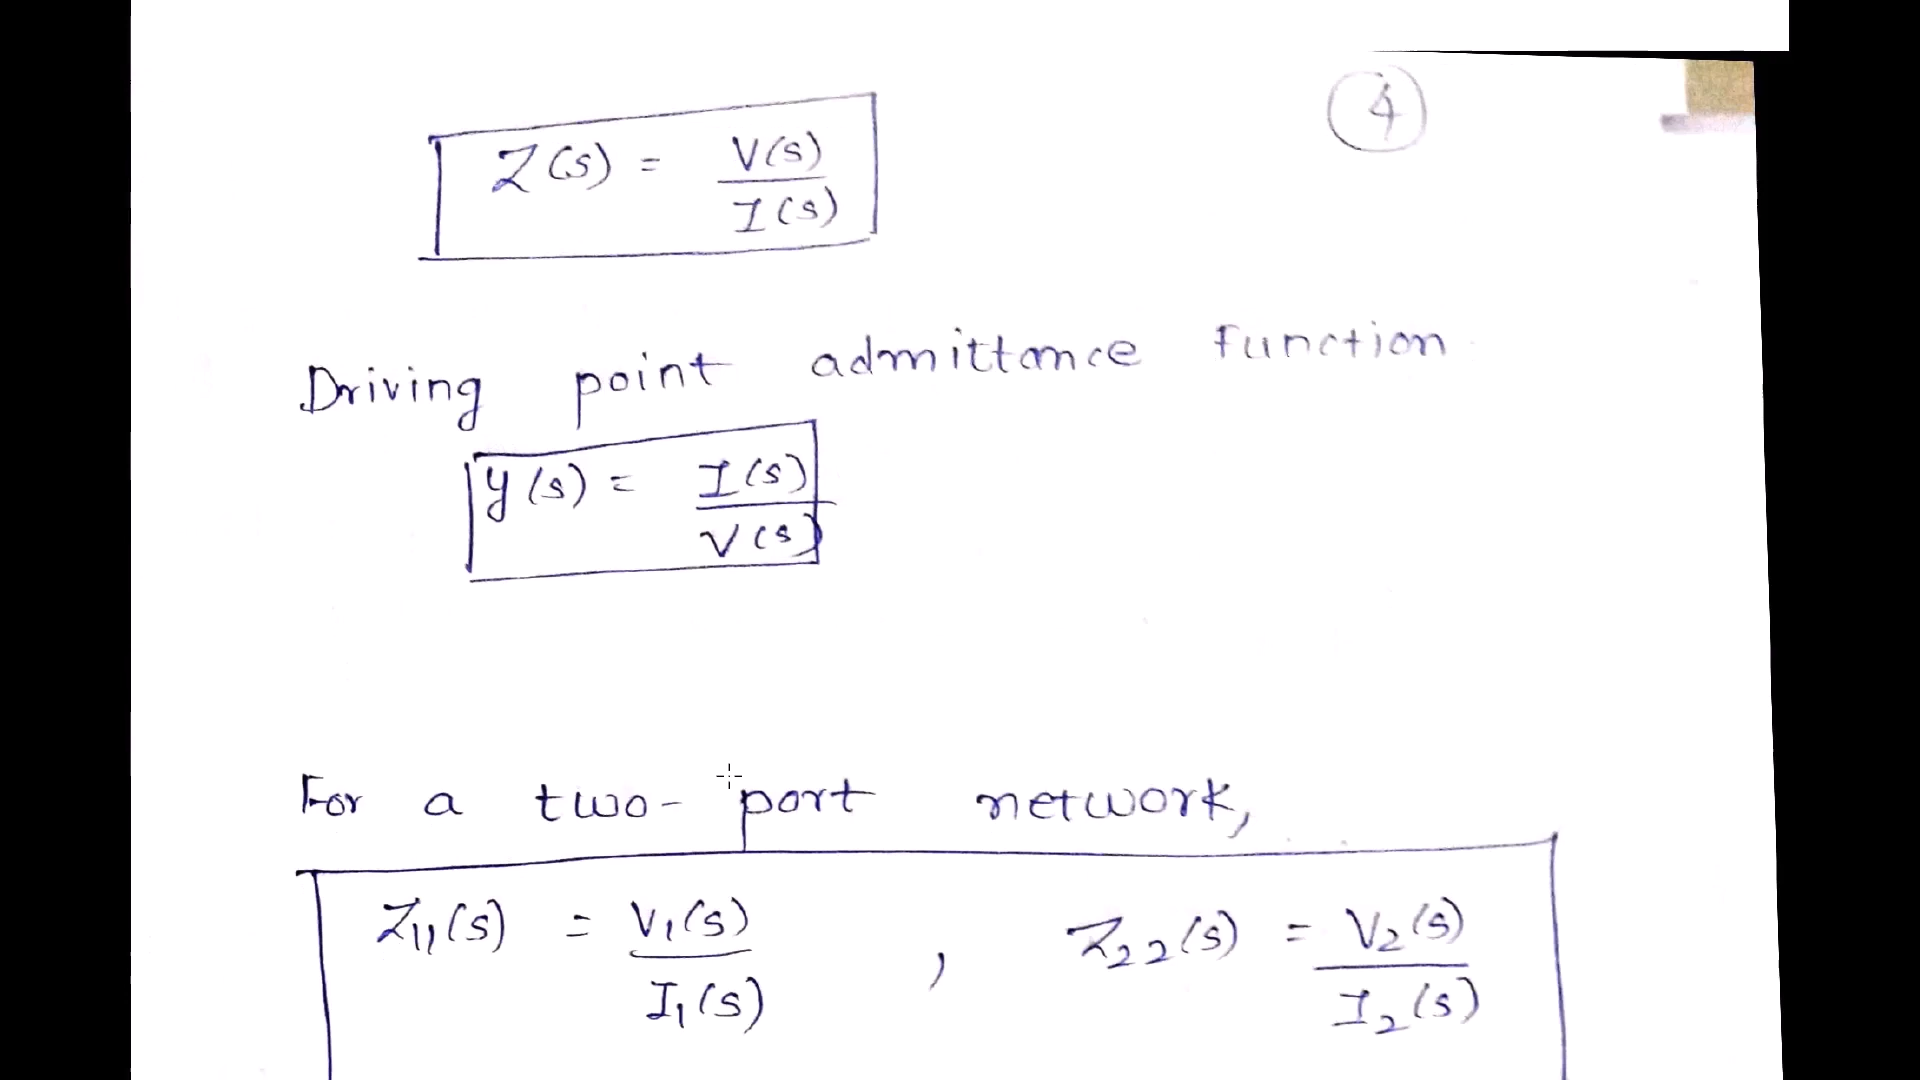 4
Z(s) = V(s) / I(s)
Driving point admittance function
Y(s) = I(s) / V(s)
For a two-port network,
Z11(s) = V1(s) / I1(s) , Z22(s) = V2(s) / I2(s)